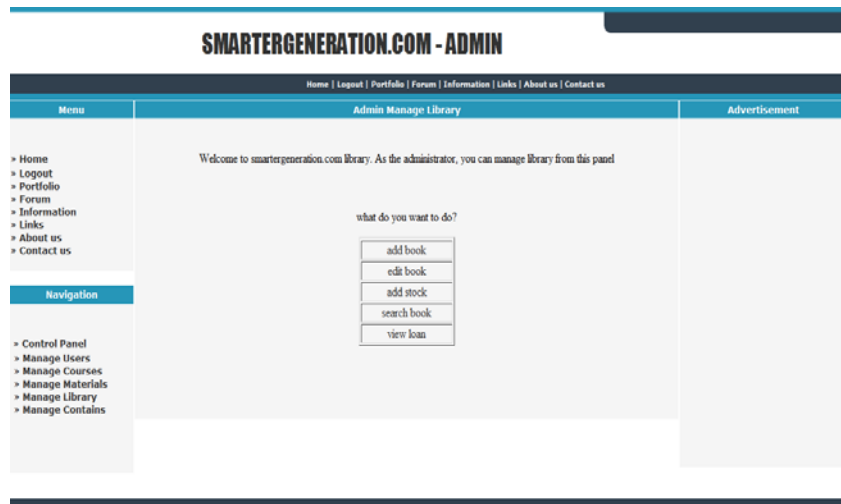 SMARTERGENERATION.COM - ADMIN
Home | Logout | Portfolio | Forum | Information | Links | About us | Contact us
Menu
» Home
» Logout
» Portfolio
» Forum
» Information
» Links
» About us
» Contact us
Navigation
» Control Panel
» Manage Users
» Manage Courses
» Manage Materials
» Manage Library
» Manage Contains
Admin Manage Library
Welcome to smartergeneration.com library. As the administrator, you can manage library from this panel
what do you want to do?
add book
edit book
add stock
search book
view loan
Advertisement